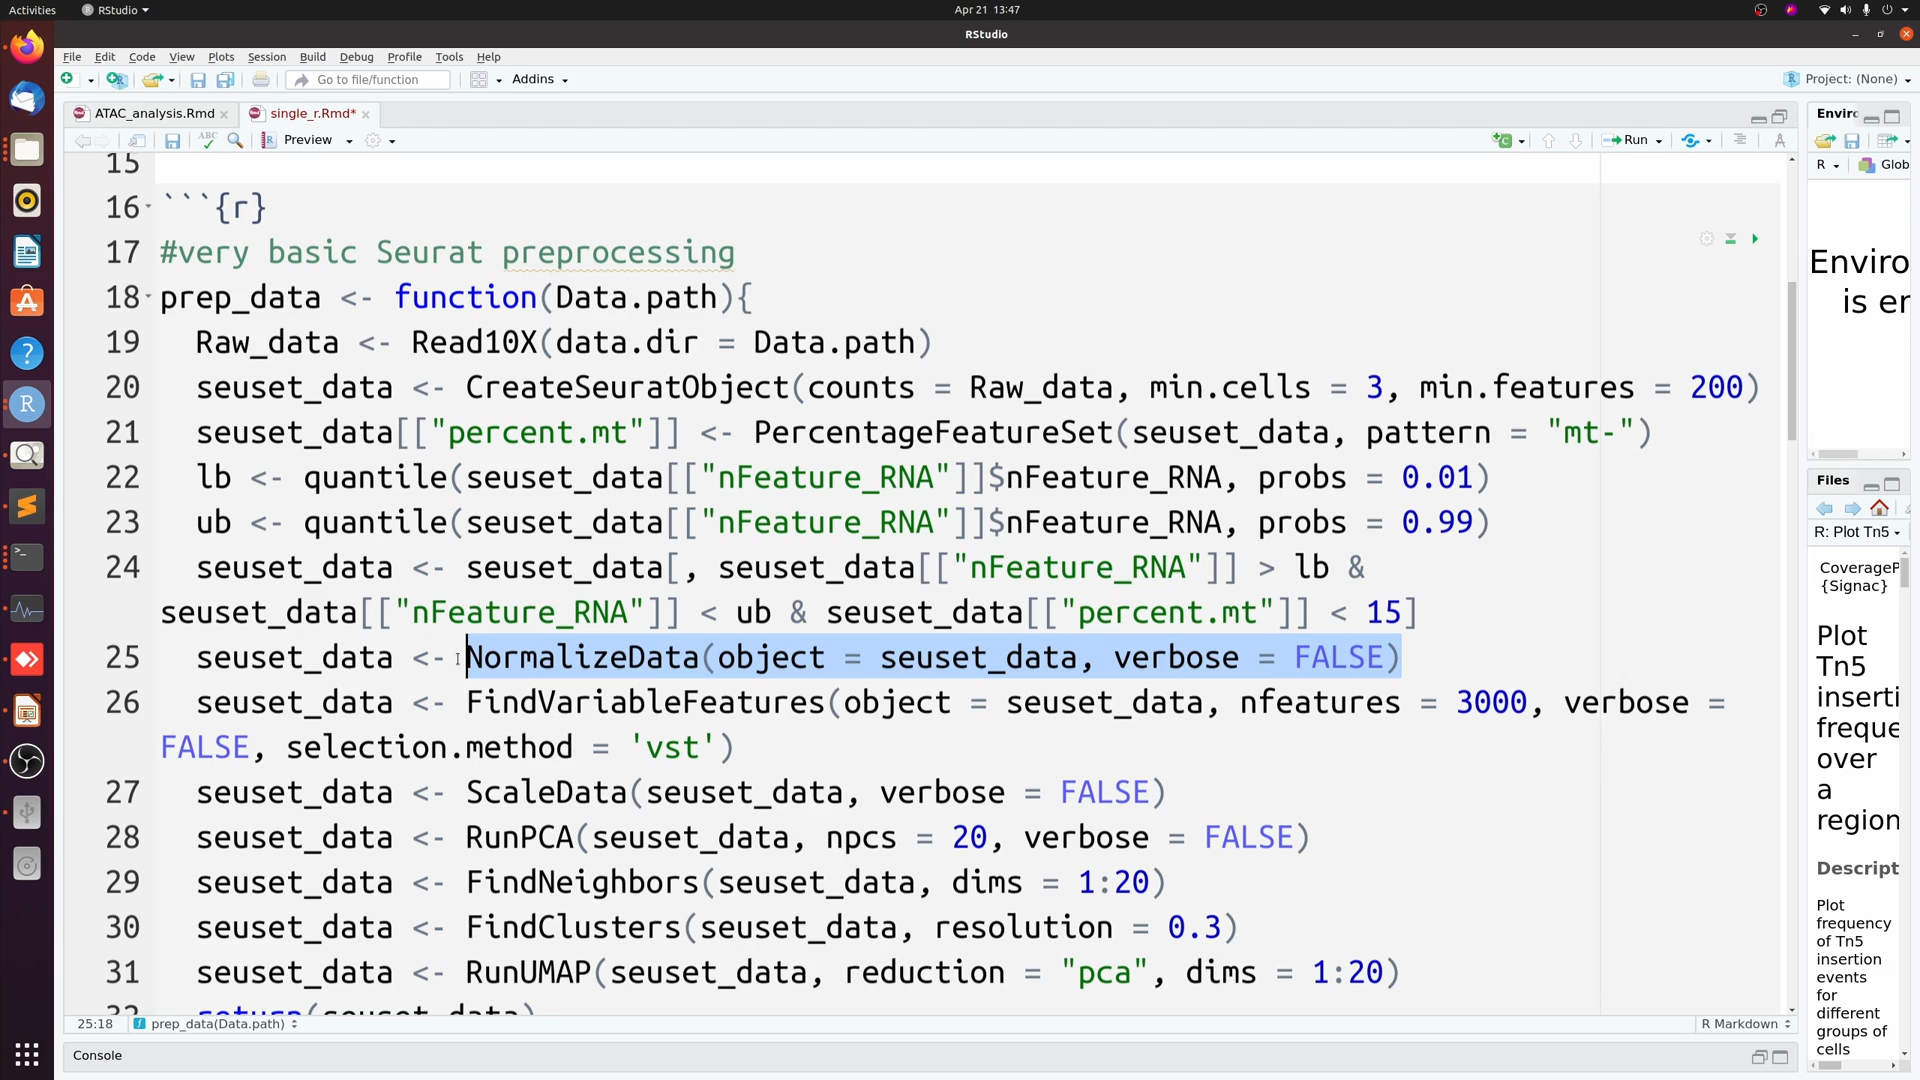 Activities
RStudio
Apr 21 13:47
RStudio
File Edit Code View Plots Session Build Debug Profile Tools Help
Go to file/function
Addins
Project: (None)
ATAC_analysis.Rmd
single_r.Rmd*
Preview
Run
15
16 ```{r}
17 #very basic Seurat preprocessing
18 prep_data <- function(Data.path){
19 Raw_data <- Read10X(data.dir = Data.path)
20 seuset_data <- CreateSeuratObject(counts = Raw_data, min.cells = 3, min.features = 200)
21 seuset_data[["percent.mt"]] <- PercentageFeatureSet(seuset_data, pattern = "mt-")
22 lb <- quantile(seuset_data[["nFeature_RNA"]]$nFeature_RNA, probs = 0.01)
23 ub <- quantile(seuset_data[["nFeature_RNA"]]$nFeature_RNA, probs = 0.99)
24 seuset_data <- seuset_data[, seuset_data[["nFeature_RNA"]] > lb &
seuset_data[["nFeature_RNA"]] < ub & seuset_data[["percent.mt"]] < 15]
25 seuset_data <- NormalizeData(object = seuset_data, verbose = FALSE)
26 seuset_data <- FindVariableFeatures(object = seuset_data, nfeatures = 3000, verbose =
FALSE, selection.method = 'vst')
27 seuset_data <- ScaleData(seuset_data, verbose = FALSE)
28 seuset_data <- RunPCA(seuset_data, npcs = 20, verbose = FALSE)
29 seuset_data <- FindNeighbors(seuset_data, dims = 1:20)
30 seuset_data <- FindClusters(seuset_data, resolution = 0.3)
31 seuset_data <- RunUMAP(seuset_data, reduction = "pca", dims = 1:20)
32 return(seuset_data)
25:18
prep_data(Data.path)
R Markdown
Console
Enviro
R
Glob
Enviro
is er
Files
R: Plot Tn5
CoverageP
{Signac}
Plot
Tn5
inserti
freque
over
a
region
Descript
Plot
frequency
of Tn5
insertion
events
for
different
groups of
cells